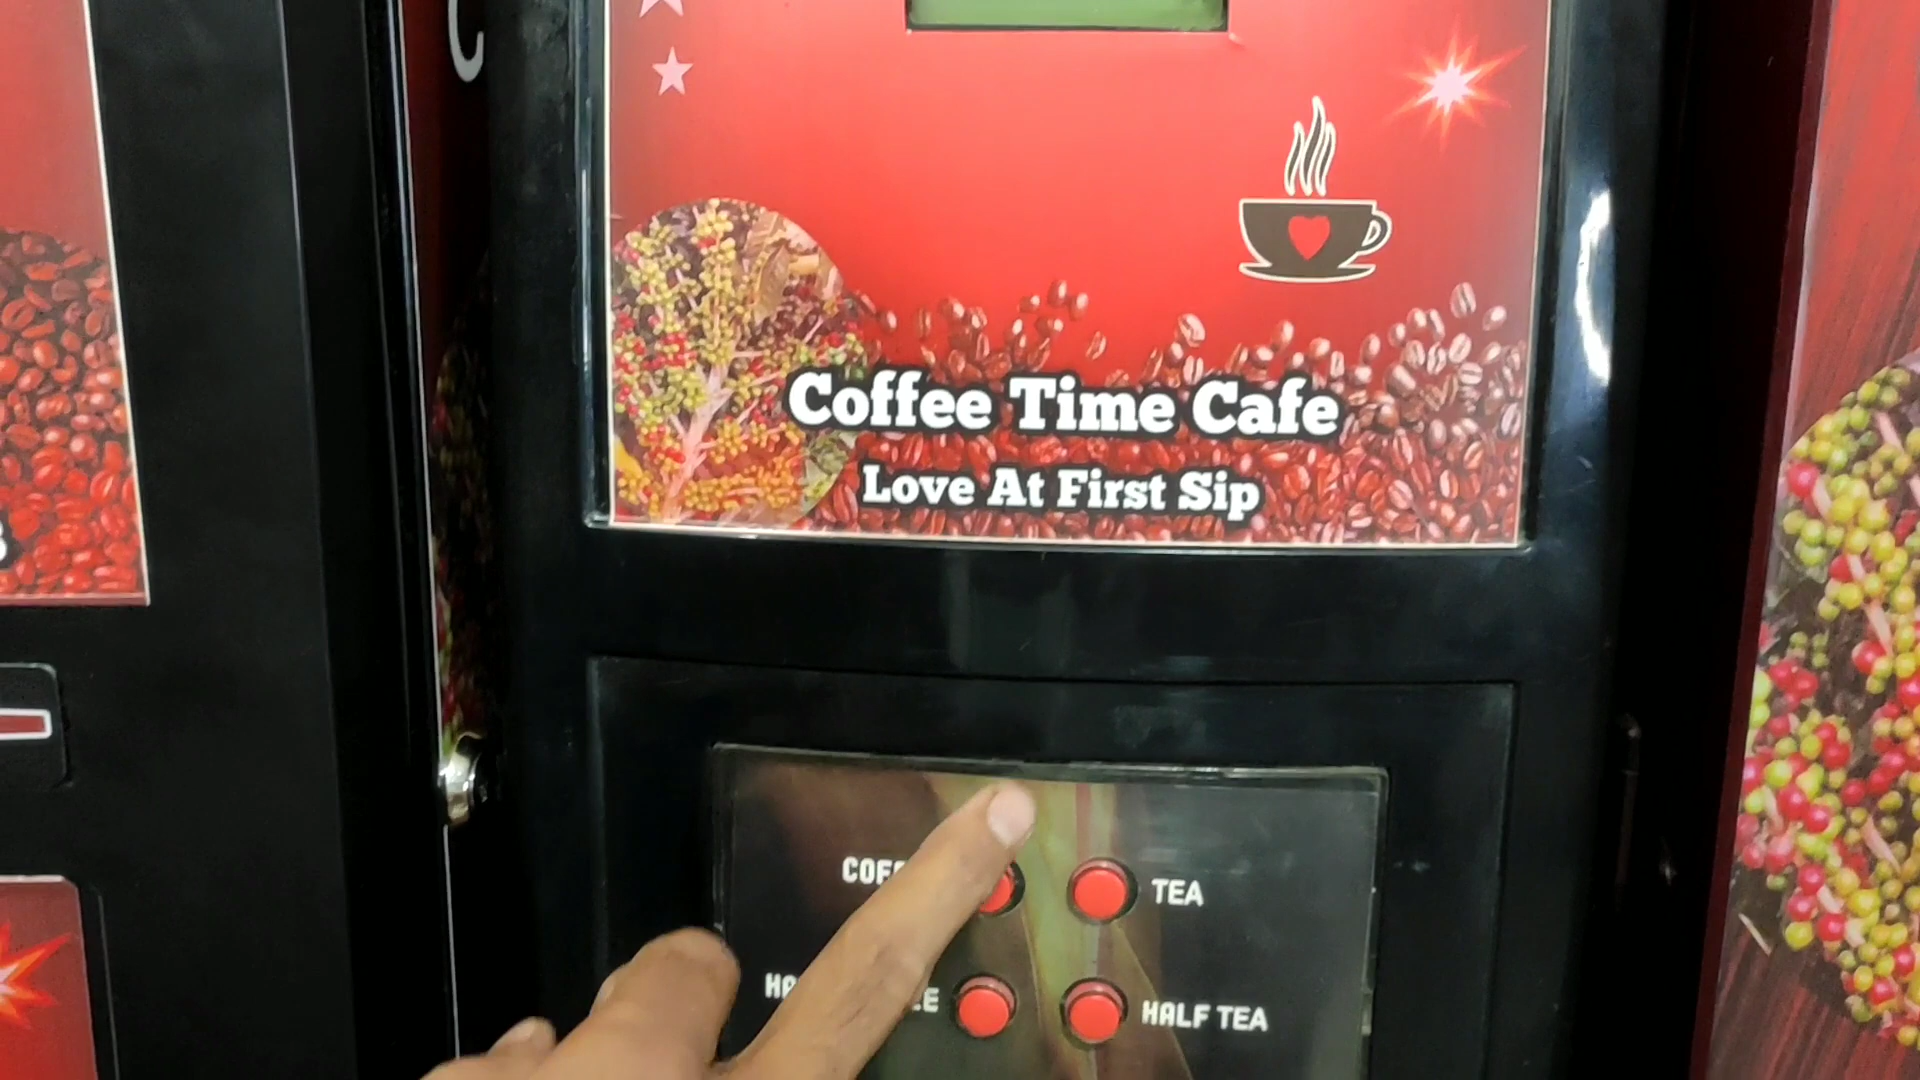 Coffee Time Cafe
Love At First Sip
TEA
HALF TEA